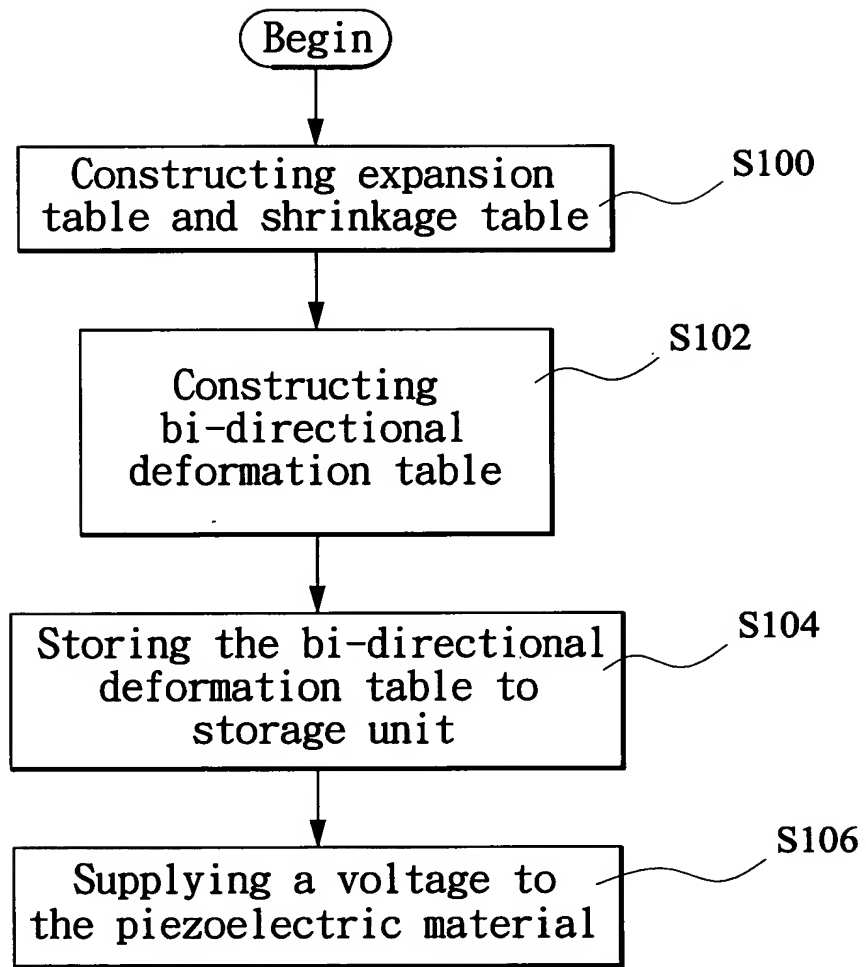 Begin
Constructing expansion
table and shrinkage table
S100
Constructing
bi-directional
deformation table
S102
Storing the bi-directional
deformation table to
storage unit
S104
Supplying a voltage to
the piezoelectric material
S106